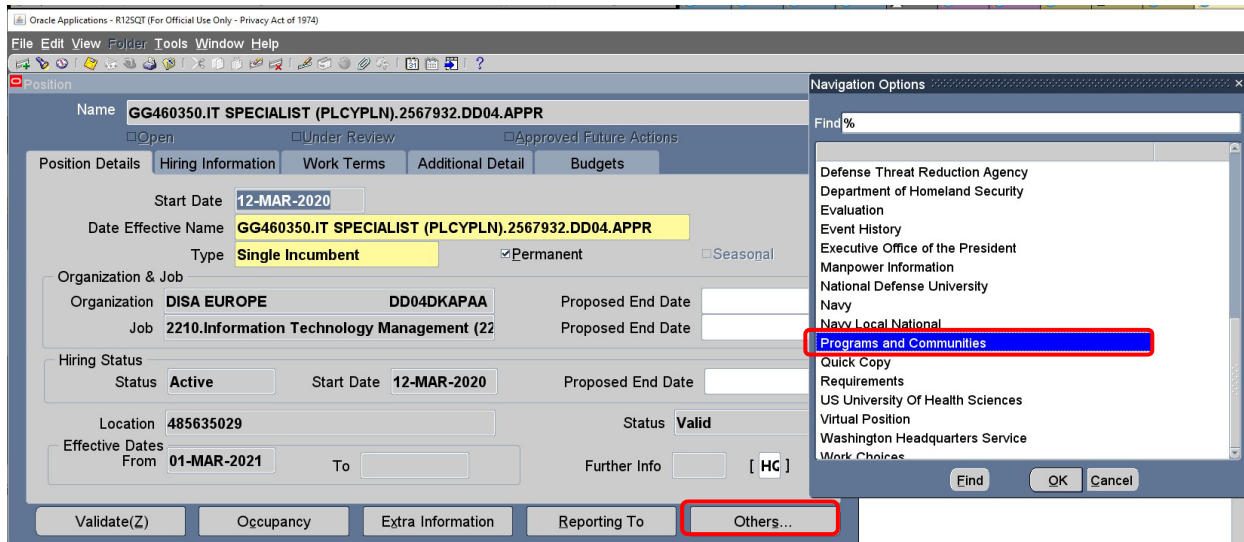 Oracle Applications - R12SQT (For Official Use Only - Privacy Act of 1974)
File Edit View Folder Tools Window Help
Position
Name GG460350.IT SPECIALIST (PLCYPLN).2567932.DD04.APPR
Open Under Review Approved Future Actions
Position Details Hiring Information Work Terms Additional Detail Budgets
Start Date 12-MAR-2020
Date Effective Name GG460350.IT SPECIALIST (PLCYPLN).2567932.DD04.APPR
Type Single Incumbent Permanent Seasonal
Organization & Job
Organization DISA EUROPE DD04DKAPAA Proposed End Date
Job 2210.Information Technology Management (22 Proposed End Date
Hiring Status
Status Active Start Date 12-MAR-2020 Proposed End Date
Location 485635029 Status Valid
Effective Dates
From 01-MAR-2021 To Further Info [ HQ ]
Validate(Z) Occupancy Extra Information Reporting To Others...
Navigation Options
Find %
Defense Threat Reduction Agency
Department of Homeland Security
Evaluation
Event History
Executive Office of the President
Manpower Information
National Defense University
Navy
Navy Local National
Programs and Communities
Quick Copy
Requirements
US University Of Health Sciences
Virtual Position
Washington Headquarters Service
Work Choices
Find OK Cancel